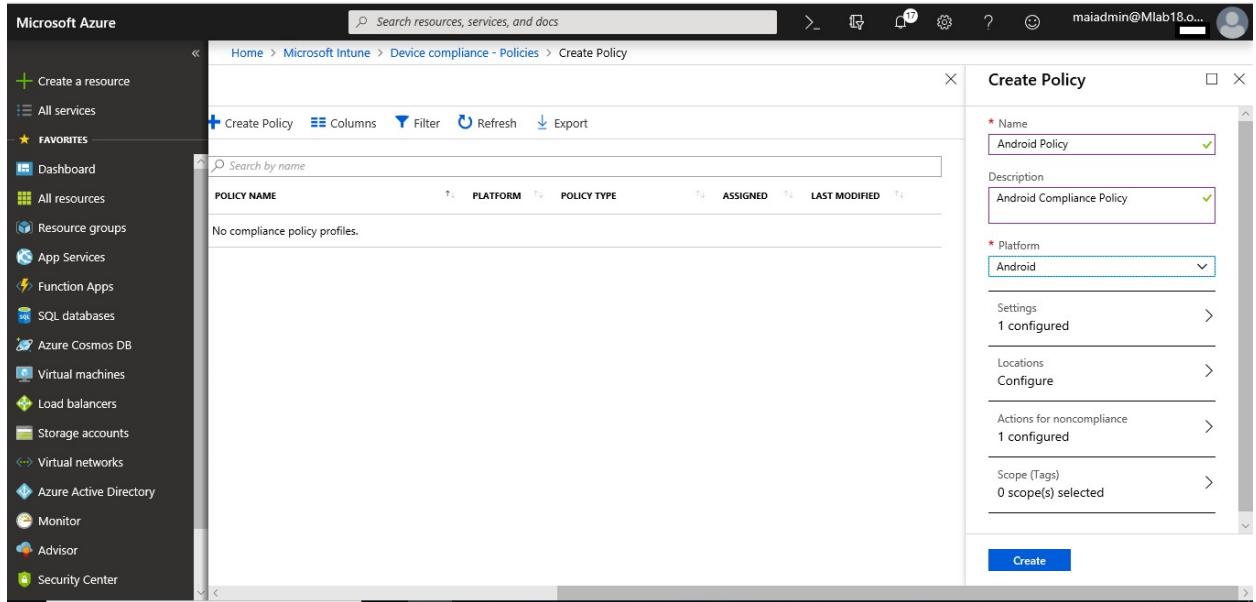 Microsoft Azure
Search resources, services, and docs
17
maiadmin@Mlab18.o...
Home > Microsoft Intune > Device compliance - Policies > Create Policy
Create a resource
All services
FAVORITES
Dashboard
All resources
Resource groups
App Services
Function Apps
SQL databases
Azure Cosmos DB
Virtual machines
Load balancers
Storage accounts
Virtual networks
Azure Active Directory
Monitor
Advisor
Security Center
Create Policy Columns Filter Refresh Export
Search by name
POLICY NAME PLATFORM POLICY TYPE ASSIGNED LAST MODIFIED
No compliance policy profiles.
Create Policy
* Name
Android Policy
Description
Android Compliance Policy
* Platform
Android
Settings
1 configured
Locations
Configure
Actions for noncompliance
1 configured
Scope (Tags)
0 scope(s) selected
Create